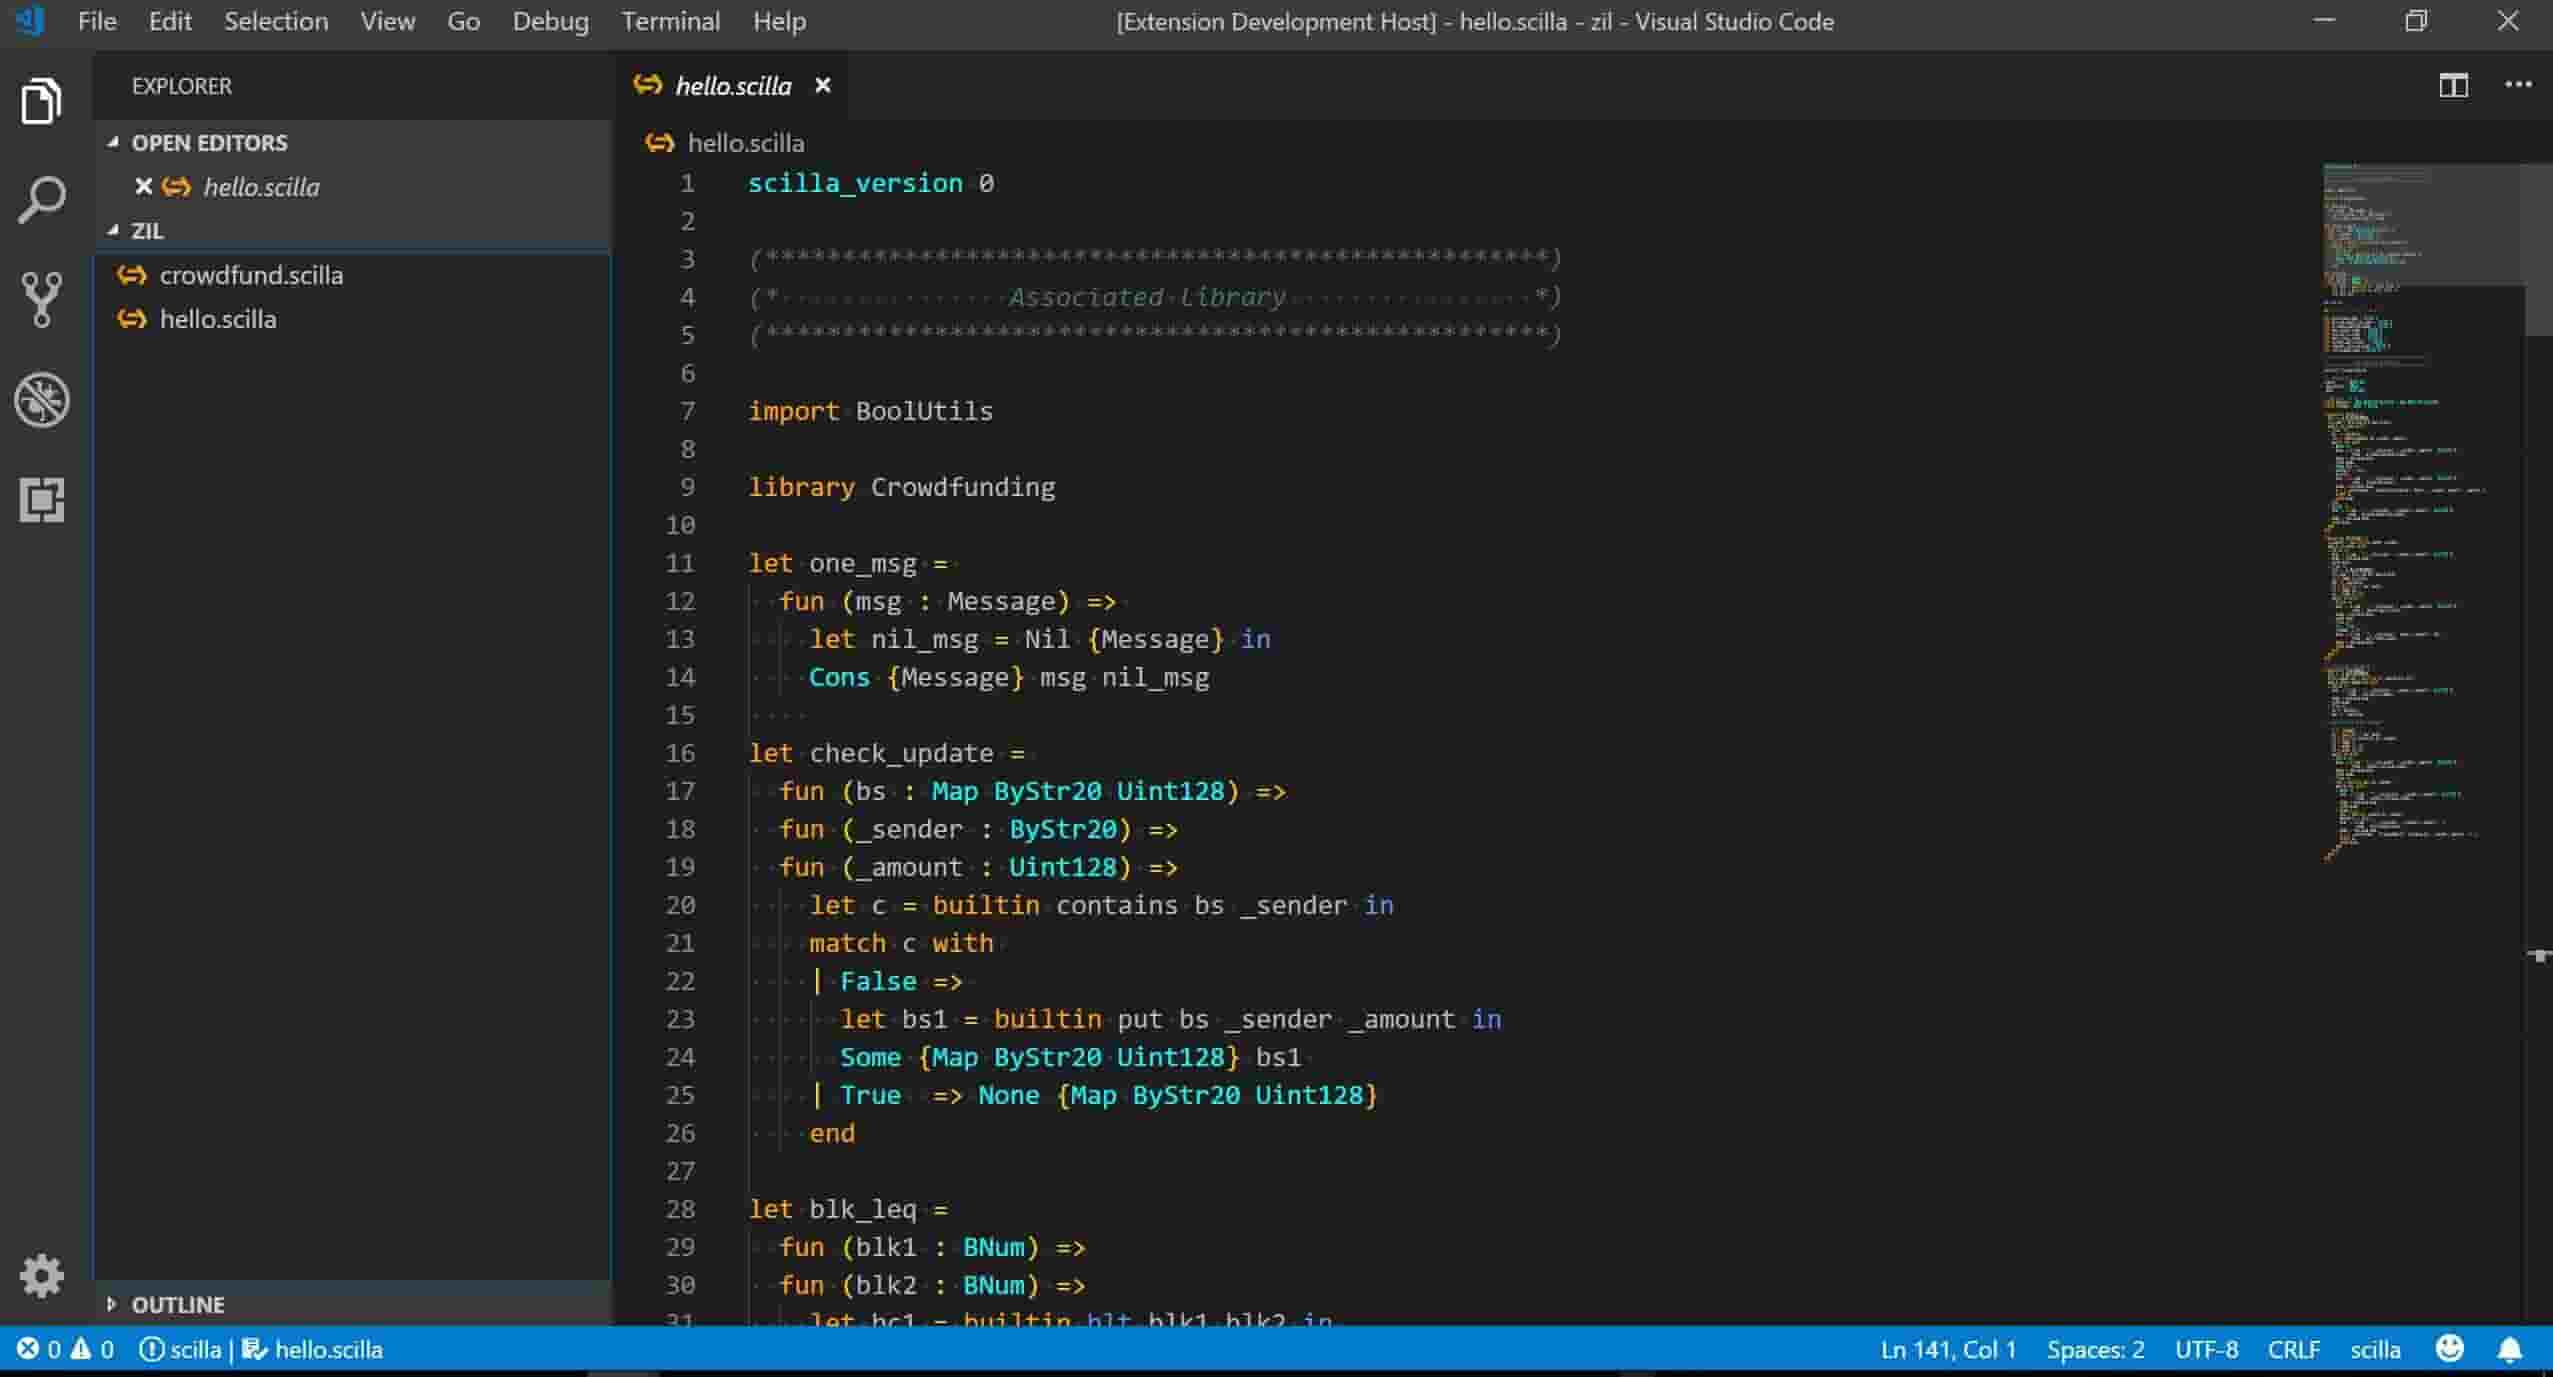 File Edit Selection View Go Debug Terminal Help [Extension Development Host] - hello.scilla - zil - Visual Studio Code
EXPLORER
OPEN EDITORS
hello.scilla
ZIL
crowdfund.scilla
hello.scilla
OUTLINE
hello.scilla
hello.scilla
1 scilla_version 0
2
3 (***************************************************)
4 (* Associated Library *)
5 (***************************************************)
6
7 import BoolUtils
8
9 library Crowdfunding
10
11 let one_msg =
12 fun (msg : Message) =>
13 let nil_msg = Nil {Message} in
14 Cons {Message} msg nil_msg
15
16 let check_update =
17 fun (bs : Map ByStr20 Uint128) =>
18 fun (_sender : ByStr20) =>
19 fun (_amount : Uint128) =>
20 let c = builtin contains bs _sender in
21 match c with
22 | False =>
23 let bs1 = builtin put bs _sender _amount in
24 Some {Map ByStr20 Uint128} bs1
25 | True => None {Map ByStr20 Uint128}
26 end
27
28 let blk_leq =
29 fun (blk1 : BNum) =>
30 fun (blk2 : BNum) =>
31 let bc1 = builtin blt blk1 blk2 in
0 0 scilla | hello.scilla Ln 141, Col 1 Spaces: 2 UTF-8 CRLF scilla